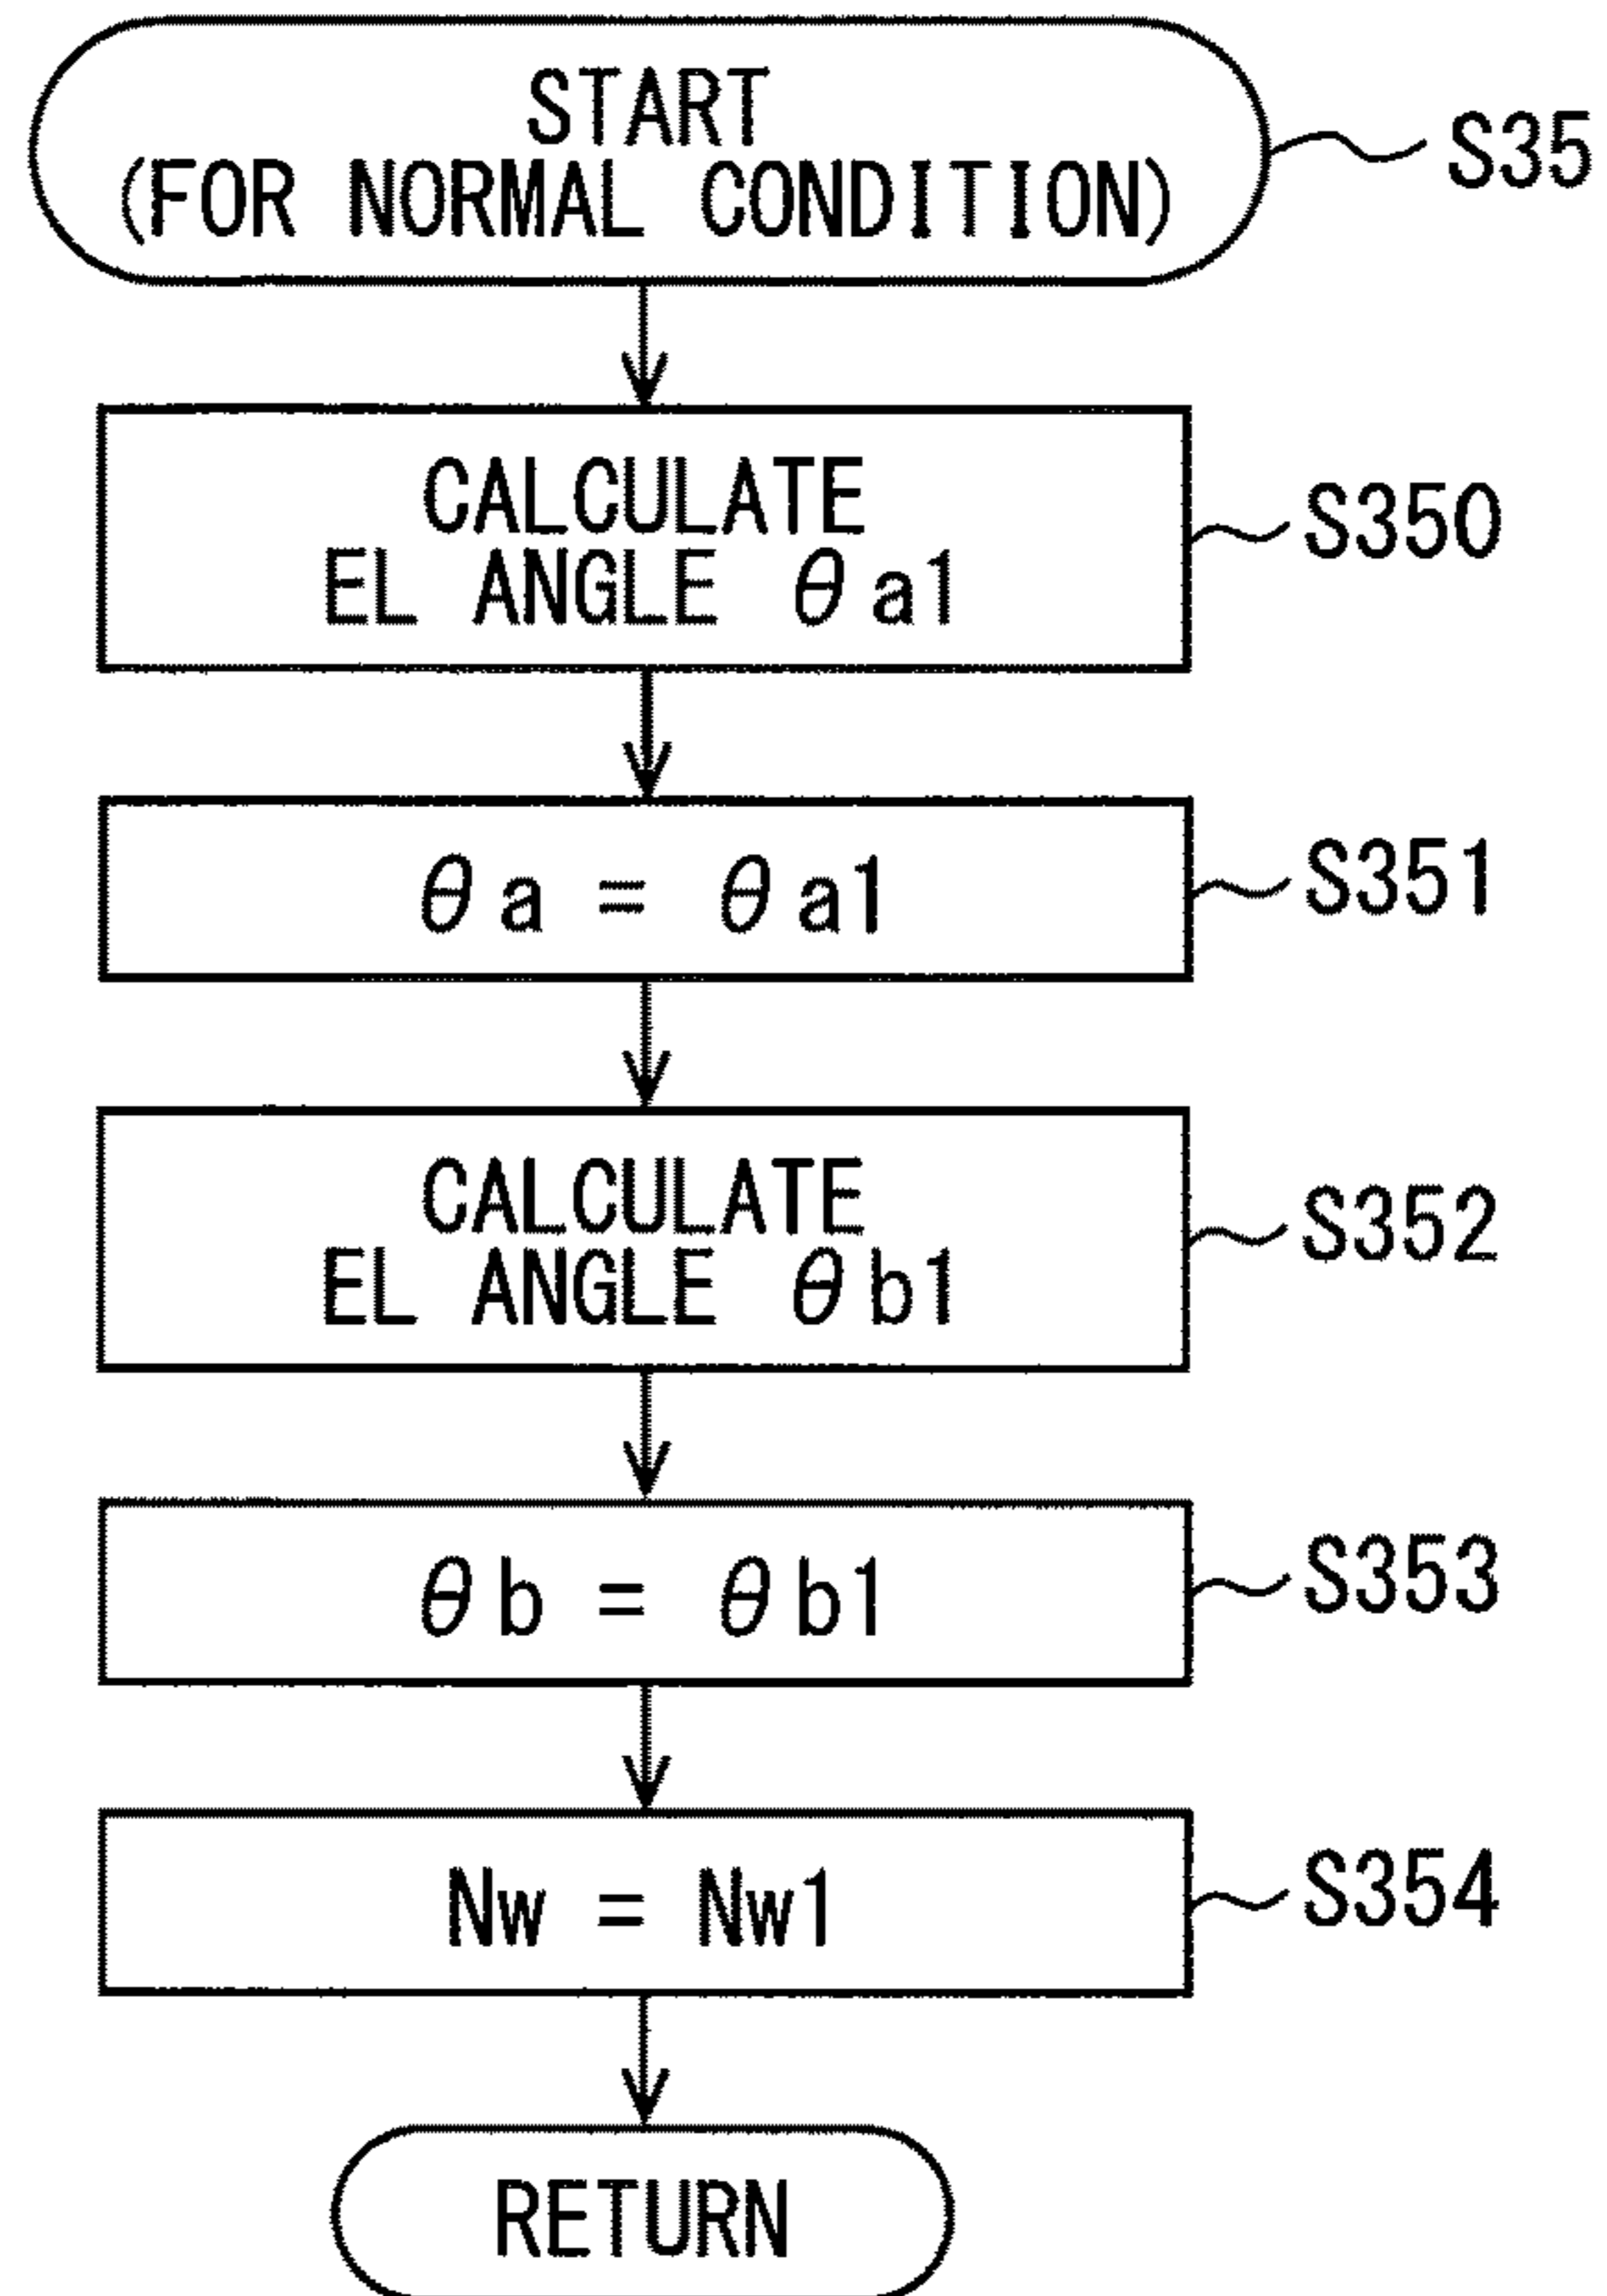 START
(FOR NORMAL CONDITION)
S35
CALCULATE
EL ANGLE θa1
S350
θa = θa1
S351
CALCULATE
EL ANGLE θb1
S352
θb = θb1
S353
Nw = Nw1
S354
RETURN